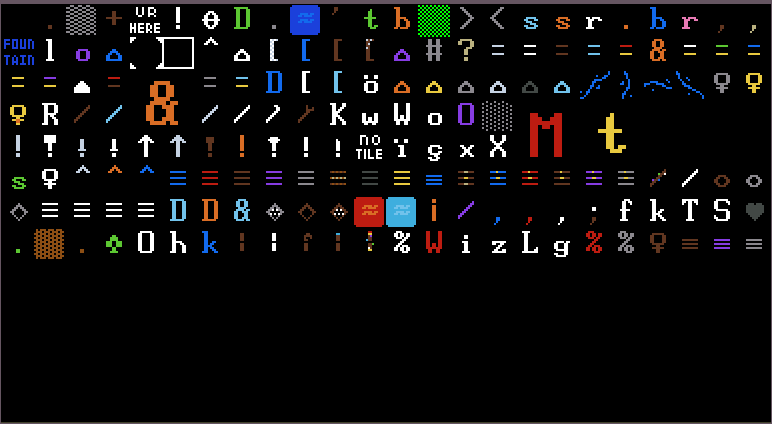 . + UR HERE ! θ D . ≈ ' t b > < s s r . b r , ,
FOUN TAIN l o ⌂ ^ ⌂ [ [ [ [ ⌂ # ? = = = = = & = = =
= = = & = = D [ [ ö ⌂ ⌂ ⌂ ⌂ ⌂ ⌂ ♀ ♀
♀ R / / / / / K w W o O M t
! ! ! ! ↑ ↑ ! ! ! ! ! NO TILE ï g x X
s ♀ ^ ^ ^ ≡ ≡ ≡ ≡ ≡ ≡ ≡ ≡ ≡ ≡ ≡ ≡ ≡ ≡ ≡ / / o o
◇ ≡ ≡ ≡ ≡ D D & ◇ ◇ ◇ ≈ ≈ i / , , , ; f k T S ♥
. . ♣ O h k ¦ ¦ % W i z L g % % ♀ ≡ ≡ ≡